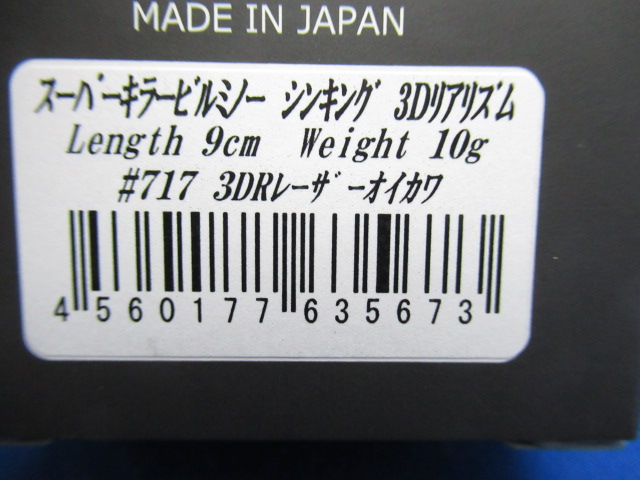 MADE IN JAPAN
スーパーキラービルミノー シンキング 3Dリアリズム
Length 9cm Weight 10g
#717 3DRレーザーオイカワ
4 560177 635673